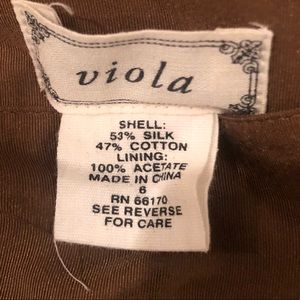 viola
SHELL:
53% SILK
47% COTTON
LINING:
100% ACETATE
MADE IN CHINA
6
RN 66170
SEE REVERSE
FOR CARE